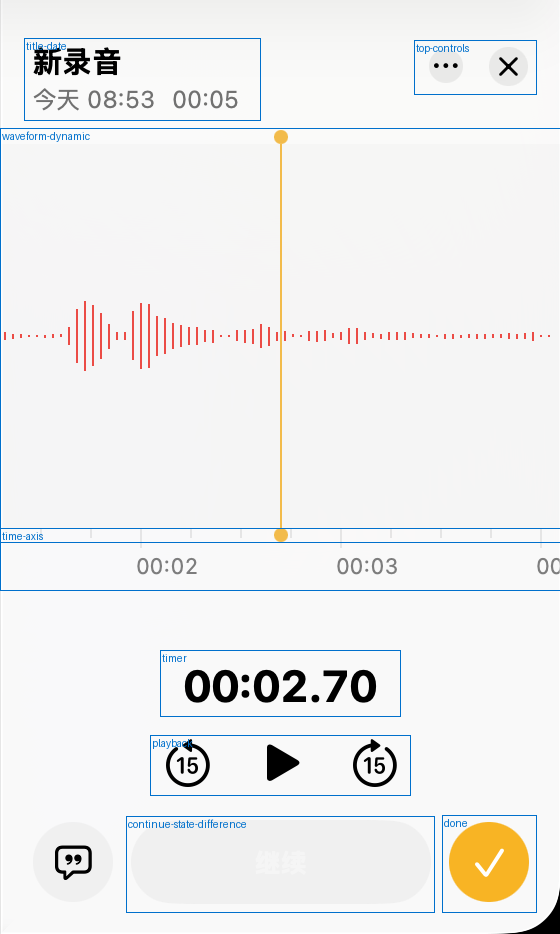 title-date
新录音
今天 08:53 00:05
top-controls
waveform-dynamic
time-axis
00:02 00:03 00
timer
00:02.70
playback
15 15
continue-state-difference
继续
done